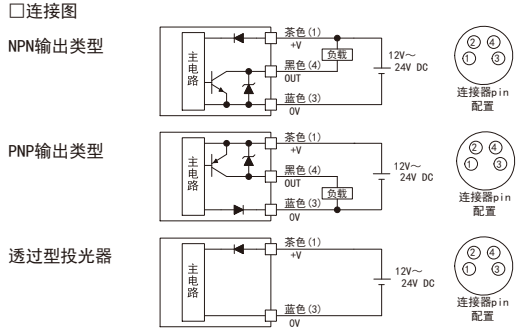 □连接图
NPN输出类型
主电路
茶色(1)
+V
负载
黑色(4)
OUT
蓝色(3)
0V
12V～
24V DC
② ④
① ③
连接器pin
配置
PNP输出类型
主电路
茶色(1)
+V
黑色(4)
OUT
负载
蓝色(3)
0V
12V～
24V DC
② ④
① ③
连接器pin
配置
透过型投光器
主电路
茶色(1)
+V
蓝色(3)
0V
12V～
24V DC
② ④
① ③
连接器pin
配置